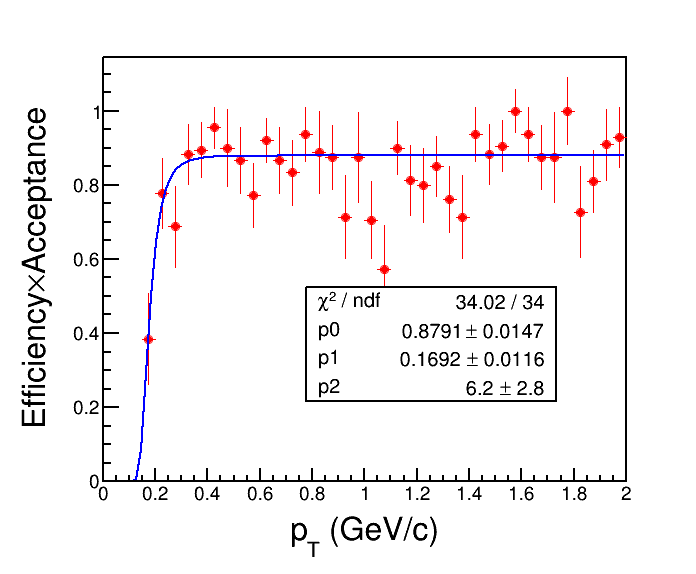 Efficiency×Acceptance
1
0.8
0.6
0.4
0.2
0
χ² / ndf 34.02 / 34
p0 0.8791 ± 0.0147
p1 0.1692 ± 0.0116
p2 6.2 ± 2.8
0 0.2 0.4 0.6 0.8 1 1.2 1.4 1.6 1.8 2
p_T (GeV/c)